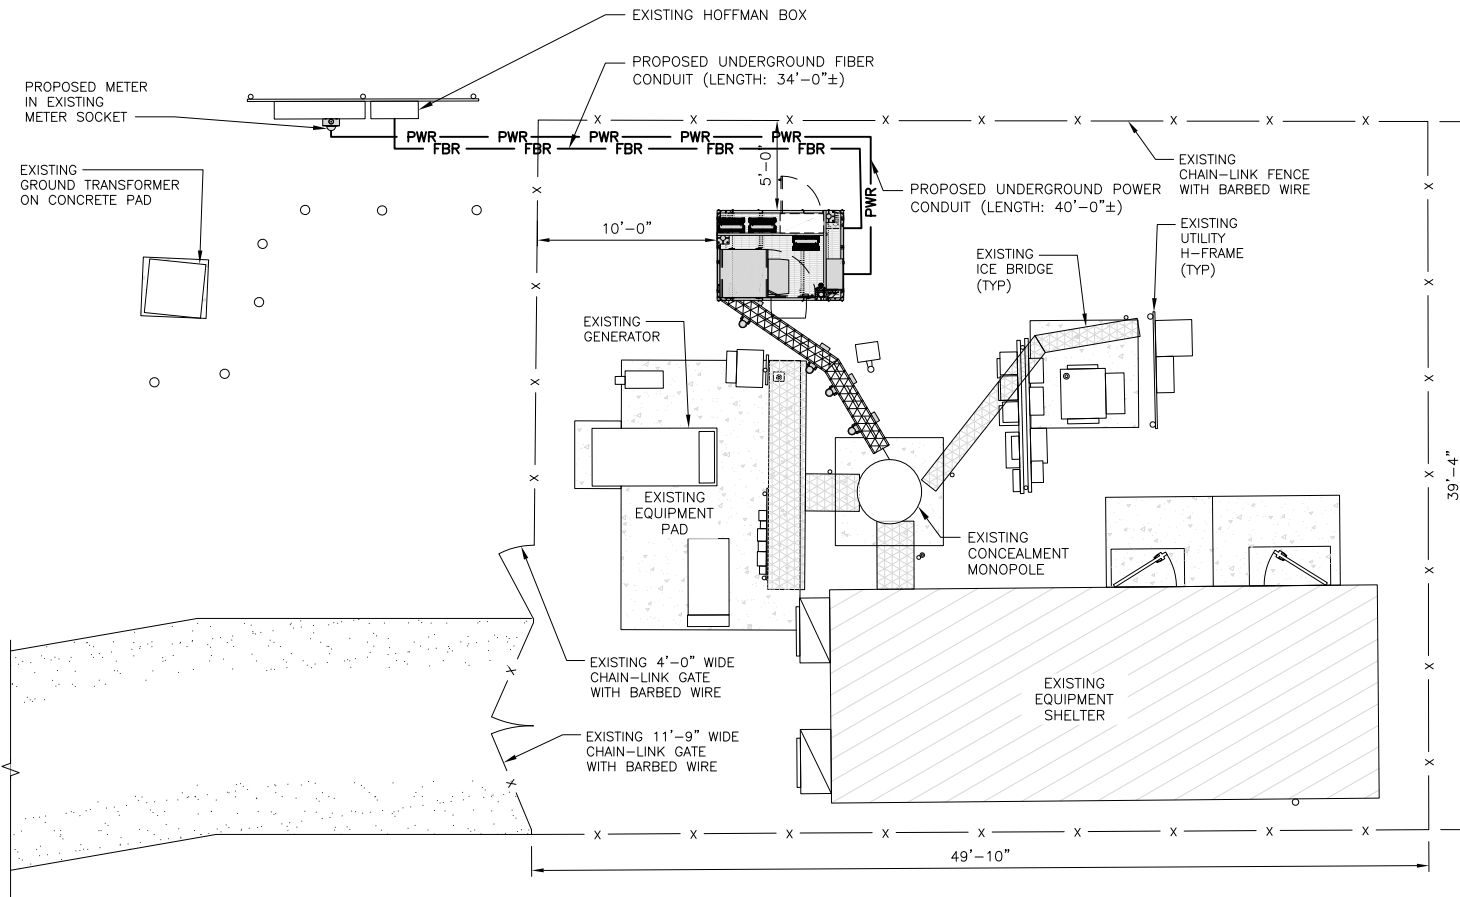 EXISTING HOFFMAN BOX
PROPOSED UNDERGROUND FIBER
CONDUIT (LENGTH: 34'-0"±)
PROPOSED METER
IN EXISTING
METER SOCKET
PWR PWR PWR PWR PWR
FBR FBR FBR FBR FBR
EXISTING
GROUND TRANSFORMER
ON CONCRETE PAD
5'-0"
PWR
EXISTING
CHAIN-LINK FENCE
WITH BARBED WIRE
PROPOSED UNDERGROUND POWER
CONDUIT (LENGTH: 40'-0"±)
10'-0"
EXISTING
UTILITY
H-FRAME
(TYP)
EXISTING
ICE BRIDGE
(TYP)
EXISTING
GENERATOR
39'-4"
EXISTING
EQUIPMENT
PAD
EXISTING
CONCEALMENT
MONOPOLE
EXISTING 4'-0" WIDE
CHAIN-LINK GATE
WITH BARBED WIRE
EXISTING
EQUIPMENT
SHELTER
EXISTING 11'-9" WIDE
CHAIN-LINK GATE
WITH BARBED WIRE
49'-10"